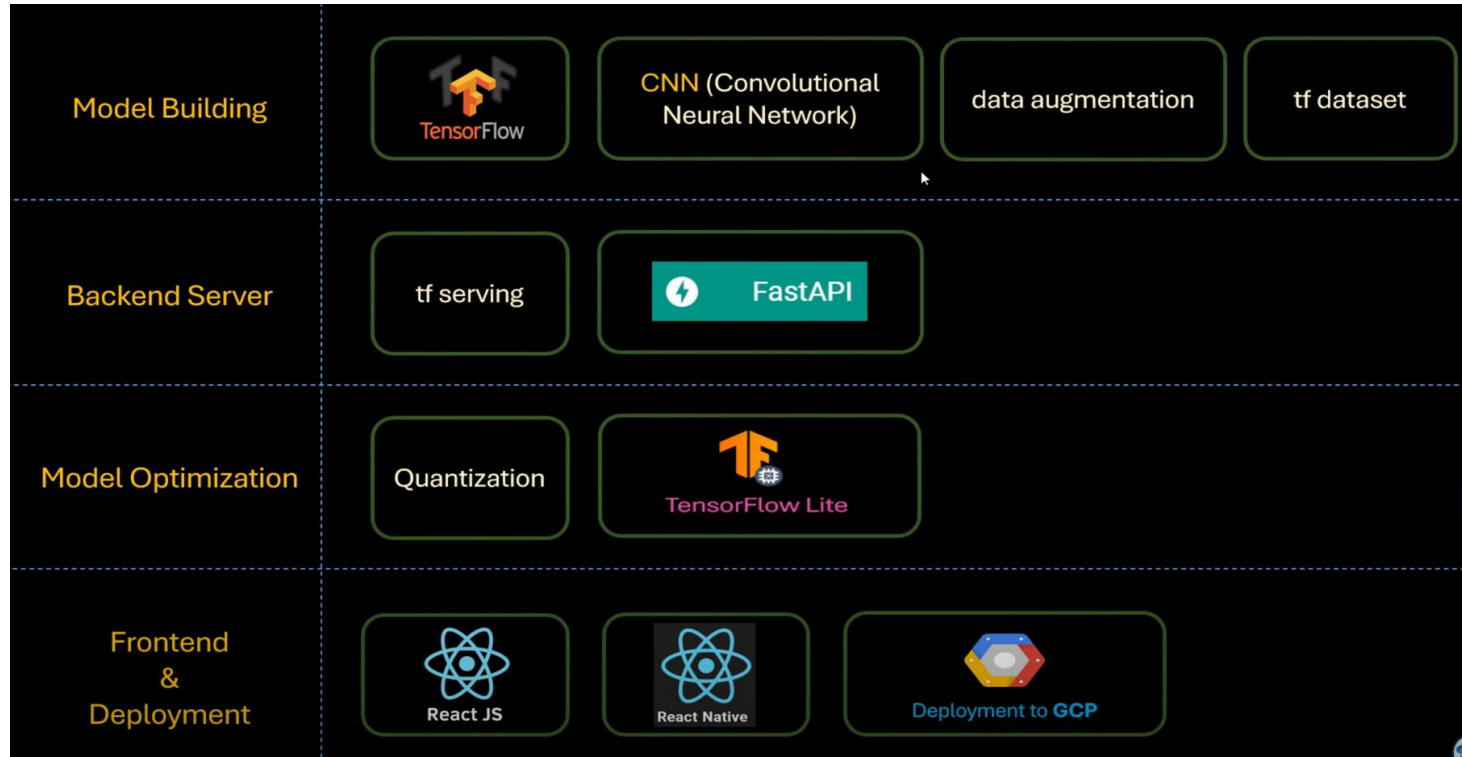 Model Building
TensorFlow
CNN (Convolutional
Neural Network)
data augmentation
tf dataset
Backend Server
tf serving
FastAPI
Model Optimization
Quantization
TensorFlow Lite
Frontend
&
Deployment
React JS
React Native
Deployment to GCP